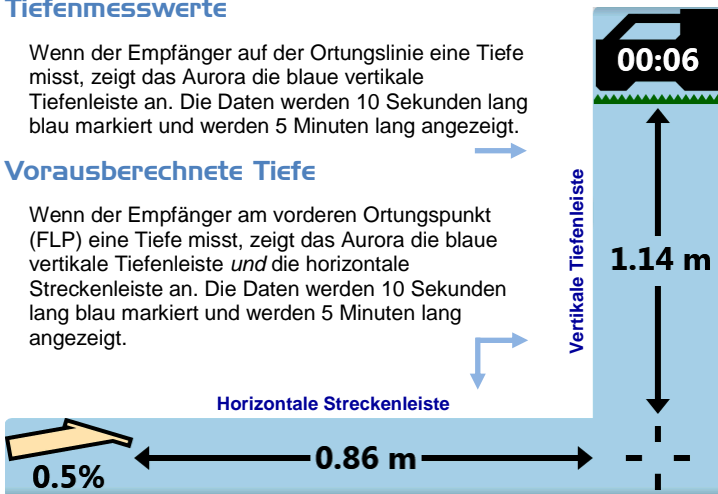 Tiefenmesswerte
Wenn der Empfänger auf der Ortungslinie eine Tiefe
misst, zeigt das Aurora die blaue vertikale
Tiefenleiste an. Die Daten werden 10 Sekunden lang
blau markiert und werden 5 Minuten lang angezeigt.
Vorausberechnete Tiefe
Wenn der Empfänger am vorderen Ortungspunkt
(FLP) eine Tiefe misst, zeigt das Aurora die blaue
vertikale Tiefenleiste und die horizontale
Streckenleiste an. Die Daten werden 10 Sekunden
lang blau markiert und werden 5 Minuten lang
angezeigt.
00:06
Vertikale Tiefenleiste
1.14 m
Horizontale Streckenleiste
0.86 m
0.5%